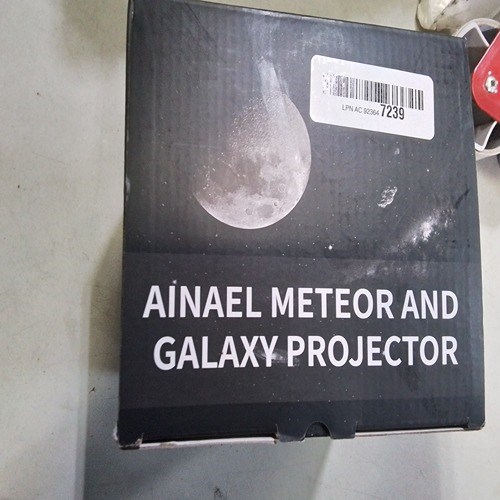 LPN AC 92364 7239
AINAEL METEOR AND
GALAXY PROJECTOR